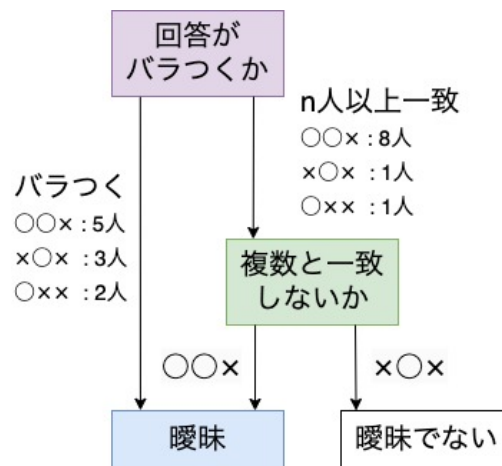 回答が
バラつくか
n人以上一致
○○×:8人
×○×:1人
○××:1人
バラつく
○○×:5人
×○×:3人
○××:2人
複数と一致
しないか
○○×
×○×
曖昧
曖昧でない